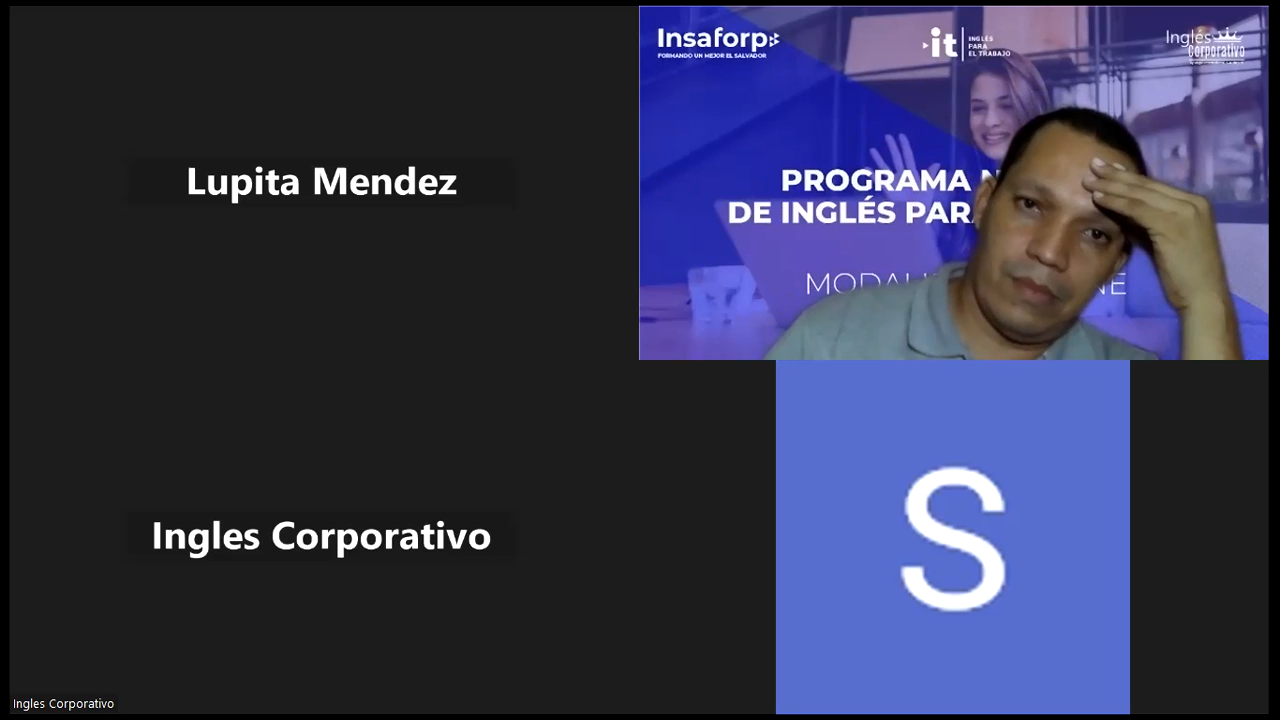 Lupita Mendez
Insaforp
FORMANDO UN MEJOR EL SALVADOR
it
INGLÉS
PARA
EL TRABAJO
Inglés
Corporativo
PROGRAMA N
DE INGLÉS PARA
MODALI
NE
Ingles Corporativo
S
Ingles Corporativo